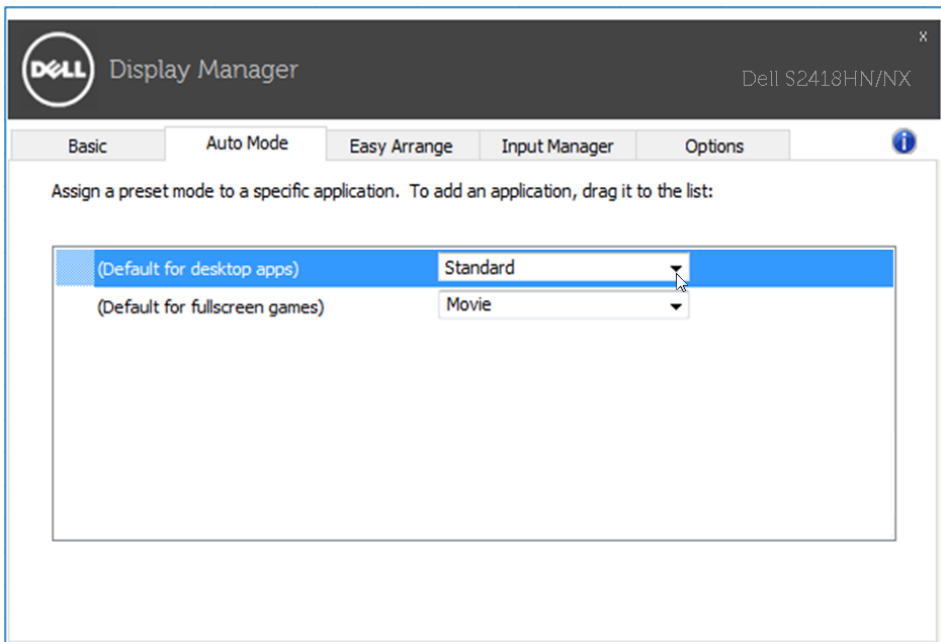 x
DELL Display Manager
Dell S2418HN/NX
Basic Auto Mode Easy Arrange Input Manager Options i
Assign a preset mode to a specific application. To add an application, drag it to the list:
(Default for desktop apps) Standard
(Default for fullscreen games) Movie